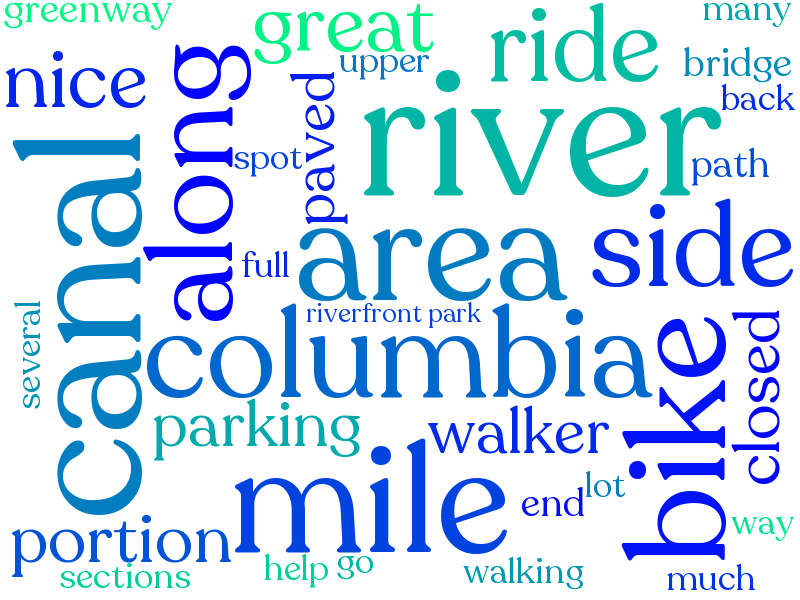 greenway
great
many
upper
ride
bridge
nice
back
river
along
paved
spot
path
canal
full
area
side
several
riverfront park
columbia
bike
closed
parking
walker
mile
lot
end
portion
way
sections
help
go
walking
much